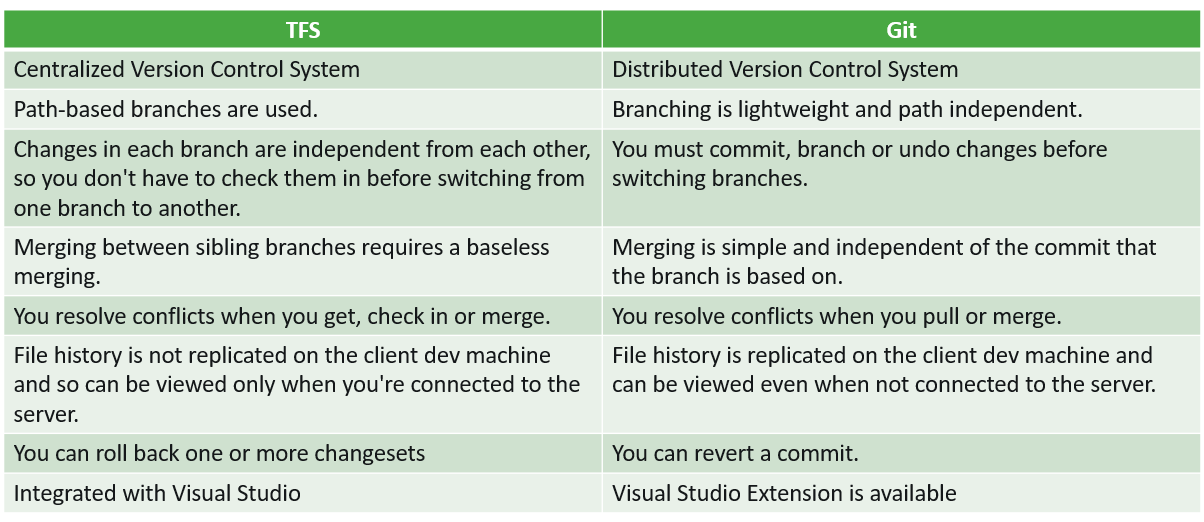 TFS
Git
Centralized Version Control System
Distributed Version Control System
Path-based branches are used.
Branching is lightweight and path independent.
Changes in each branch are independent from each other,
so you don't have to check them in before switching from
one branch to another.
You must commit, branch or undo changes before
switching branches.
Merging between sibling branches requires a baseless
merging.
Merging is simple and independent of the commit that
the branch is based on.
You resolve conflicts when you get, check in or merge.
You resolve conflicts when you pull or merge.
File history is not replicated on the client dev machine
and so can be viewed only when you're connected to the
server.
File history is replicated on the client dev machine and
can be viewed even when not connected to the server.
You can roll back one or more changesets
You can revert a commit.
Integrated with Visual Studio
Visual Studio Extension is available